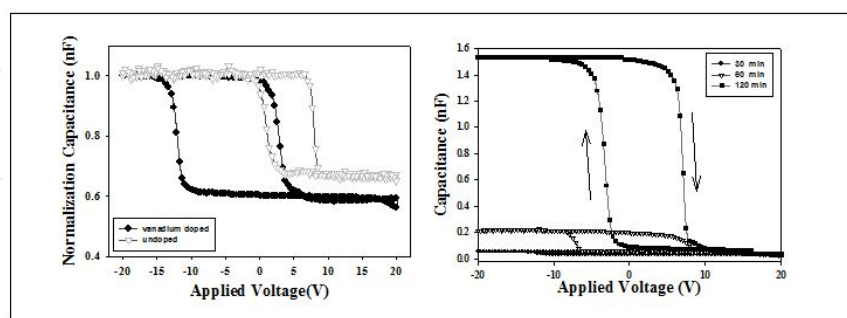 Normalization Capacitance (nF)
1.0
0.8
0.6
0.4
vanadium doped
undoped
-20 -15 -10 -5 0 5 10 15 20
Applied Voltage(V)
Capacitance (nF)
1.6
1.4
1.2
1.0
0.8
0.6
0.4
0.2
0.0
30 min
60 min
120 min
-20 -10 0 10 20
Applied Voltage (V)